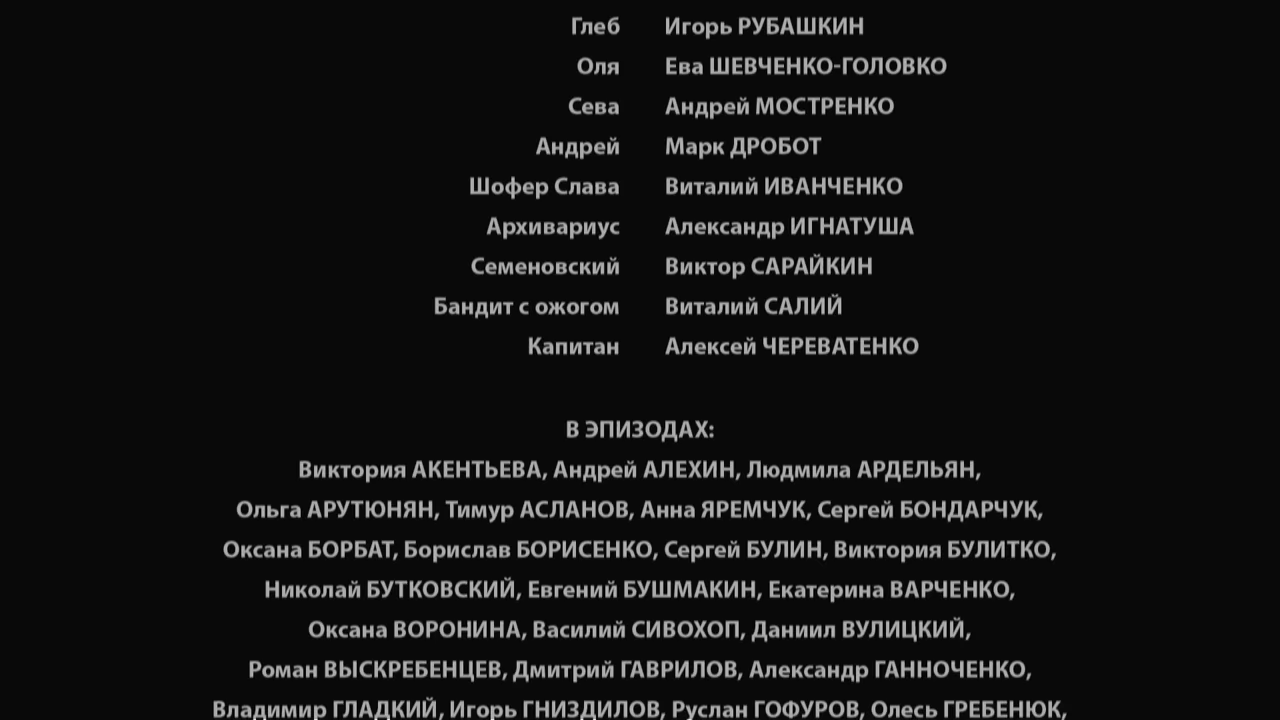 Глеб Игорь РУБАШКИН
Оля Ева ШЕВЧЕНКО-ГОЛОВКО
Сева Андрей МОСТРЕНКО
Андрей Марк ДРОБОТ
Шофер Слава Виталий ИВАНЧЕНКО
Архивариус Александр ИГНАТУША
Семеновский Виктор САРАЙКИН
Бандит с ожогом Виталий САЛИЙ
Капитан Алексей ЧЕРЕВАТЕНКО
В ЭПИЗОДАХ:
Виктория АКЕНТЬЕВА, Андрей АЛЕХИН, Людмила АРДЕЛЬЯН,
Ольга АРУТЮНЯН, Тимур АСЛАНОВ, Анна ЯРЕМЧУК, Сергей БОНДАРЧУК,
Оксана БОРБАТ, Борислав БОРИСЕНКО, Сергей БУЛИН, Виктория БУЛИТКО,
Николай БУТКОВСКИЙ, Евгений БУШМАКИН, Екатерина ВАРЧЕНКО,
Оксана ВОРОНИНА, Василий СИВОХОП, Даниил ВУЛИЦКИЙ,
Роман ВЫСКРЕБЕНЦЕВ, Дмитрий ГАВРИЛОВ, Александр ГАННОЧЕНКО,
Владимир ГЛАДКИЙ, Игорь ГНИЗДИЛОВ, Руслан ГОФУРОВ, Олесь ГРЕБЕНЮК,